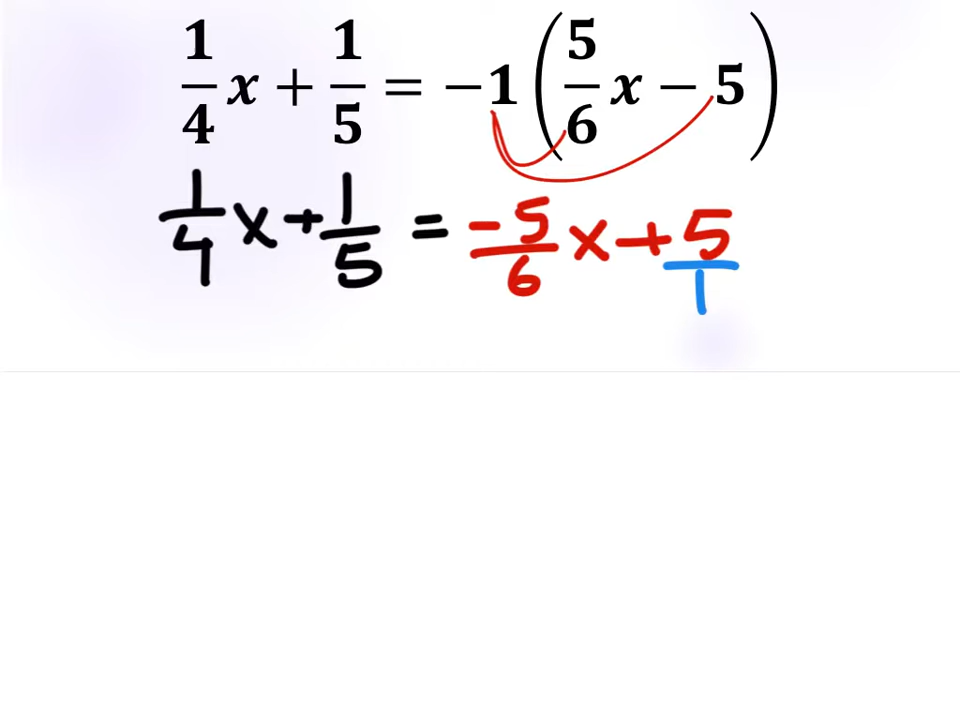 1/4 x + 1/5 = −1(5/6 x − 5)
1/4 x + 1/5 = -5/6 x + 5/1